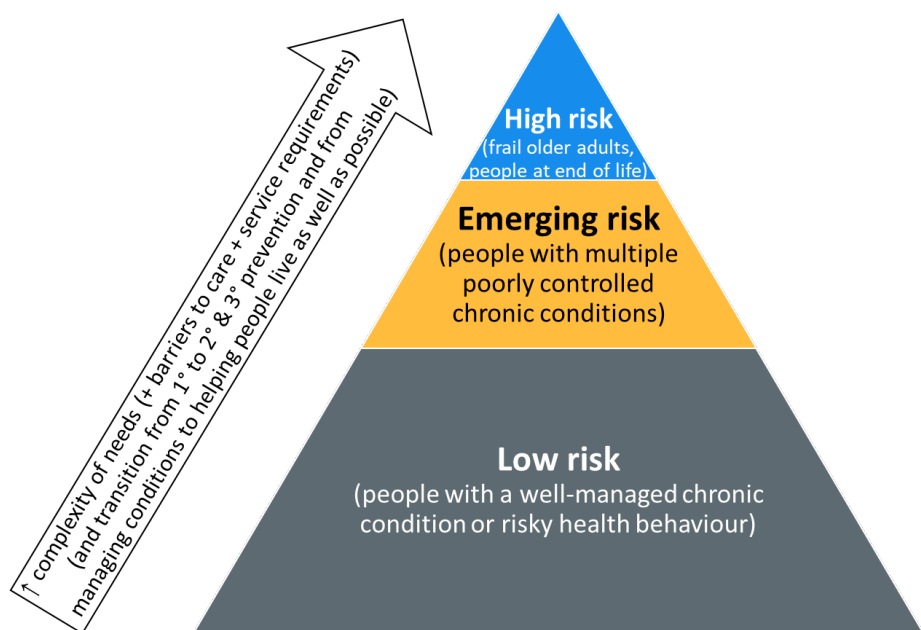 ↑ complexity of needs (+ barriers to care + service requirements)
(and transition from 1° to 2° & 3° prevention and from
managing conditions to helping people live as well as possible)
High risk
(frail older adults,
people at end of life)
Emerging risk
(people with multiple
poorly controlled
chronic conditions)
Low risk
(people with a well-managed chronic
condition or risky health behaviour)